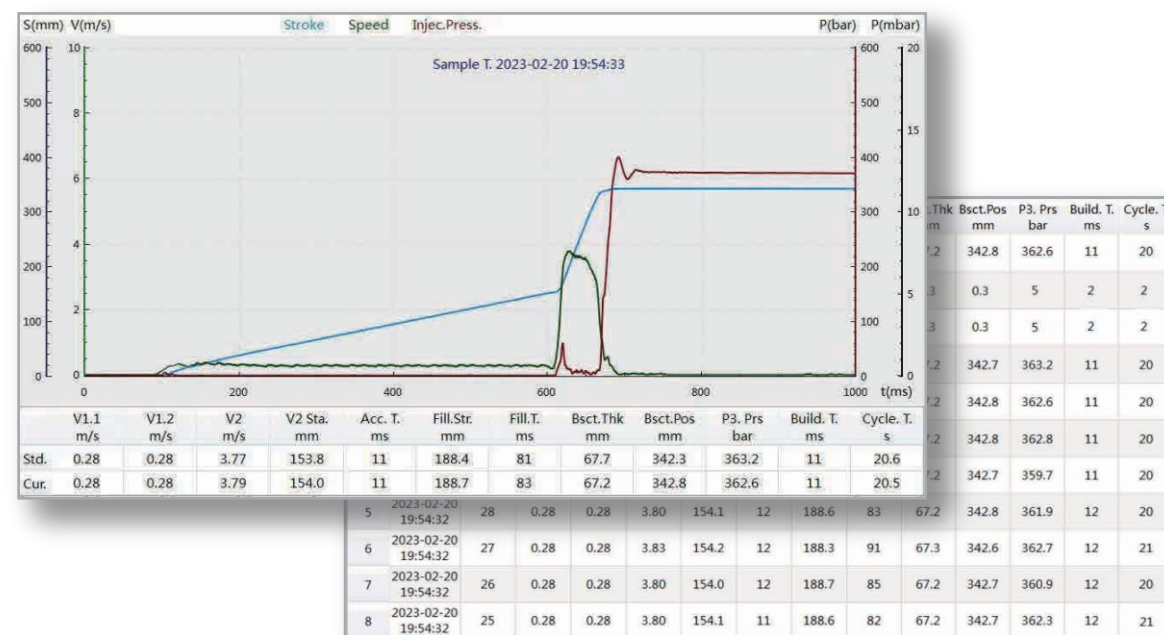 S(mm) V(m/s) Stroke Speed Injec.Press. P(bar) P(mbar)
Sample T. 2023-02-20 19:54:33
600 10 600 20
500 500
8
400 400 15
6
300 300 10
4
200 200
5
2
100 100
0 0 0 0
0 200 400 600 800 1000 t(ms)
V1.1 V1.2 V2 V2 Sta. Acc. T. Fill.Str. Fill.T. Bsct.Thk Bsct.Pos P3. Prs Build. T. Cycle. T.
m/s m/s m/s mm ms mm ms mm mm bar ms s
Std. 0.28 0.28 3.77 153.8 11 188.4 81 67.7 342.3 363.2 11 20.6
Cur. 0.28 0.28 3.79 154.0 11 188.7 83 67.2 342.8 362.6 11 20.5
.Thk Bsct.Pos P3. Prs Build. T. Cycle. T
mm bar ms s
342.8 362.6 11 20
0.3 5 2 2
0.3 5 2 2
342.7 363.2 11 20
342.8 362.6 11 20
342.8 362.8 11 20
342.7 359.7 11 20
5 2023-02-20 28 0.28 0.28 3.80 154.1 12 188.6 83 67.2 342.8 361.9 12 20
19:54:32
6 2023-02-20 27 0.28 0.28 3.83 154.2 12 188.3 91 67.3 342.6 362.7 12 21
19:54:32
7 2023-02-20 26 0.28 0.28 3.80 154.0 12 188.7 85 67.2 342.7 360.9 12 20
19:54:32
8 2023-02-20 25 0.28 0.28 3.80 154.1 11 188.6 82 67.2 342.7 362.3 12 21
19:54:32